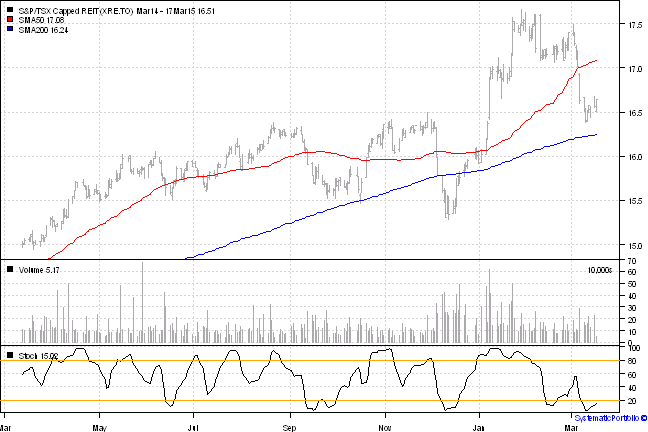 S&P/TSX Capped REIT(XRE.TO) Mar14 - 17Mar15 16.51
SMA50 17.08
SMA200 16.24
17.5
17.0
16.5
16.0
15.5
15.0
Volume 5.17
10,000s
70
60
50
40
30
20
10
0
Stoch 15.02
100
80
60
40
20
Mar May Jul Sep Nov Jan Mar
SystematicPortfolio ©